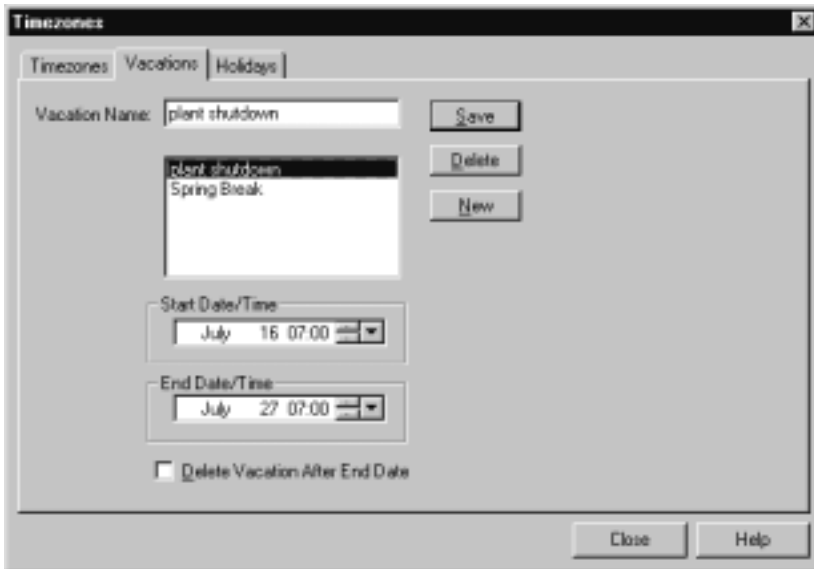 Timezones
Timezones Vacations Holidays
Vacation Name: plant shutdown
Save
plant shutdown
Spring Break
Delete
New
Start Date/Time
July 16 07:00
End Date/Time
July 27 07:00
Delete Vacation After End Date
Close Help